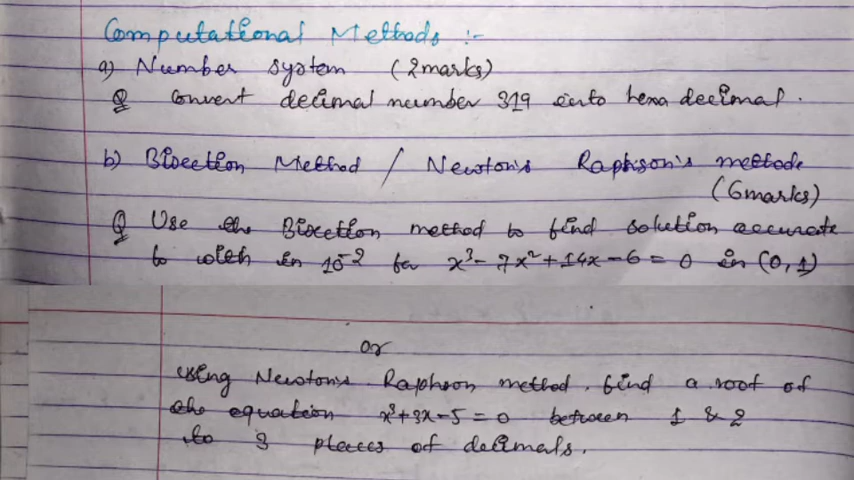 Computational Methods :-
a) Number system (2marks)
Q Convert decimal number 319 into hexa decimal.
b) Bisection Method / Newton's Raphson's methods
(6marks)
Q Use the Bisection method to find solution accurate
to with in 10⁻² for x³ - 7x² + 14x - 6 = 0 in (0, 1)
or
using Newton's Raphson method, find a root of
the equation x³+3x-5=0 between 1 & 2
to 3 places of decimals.